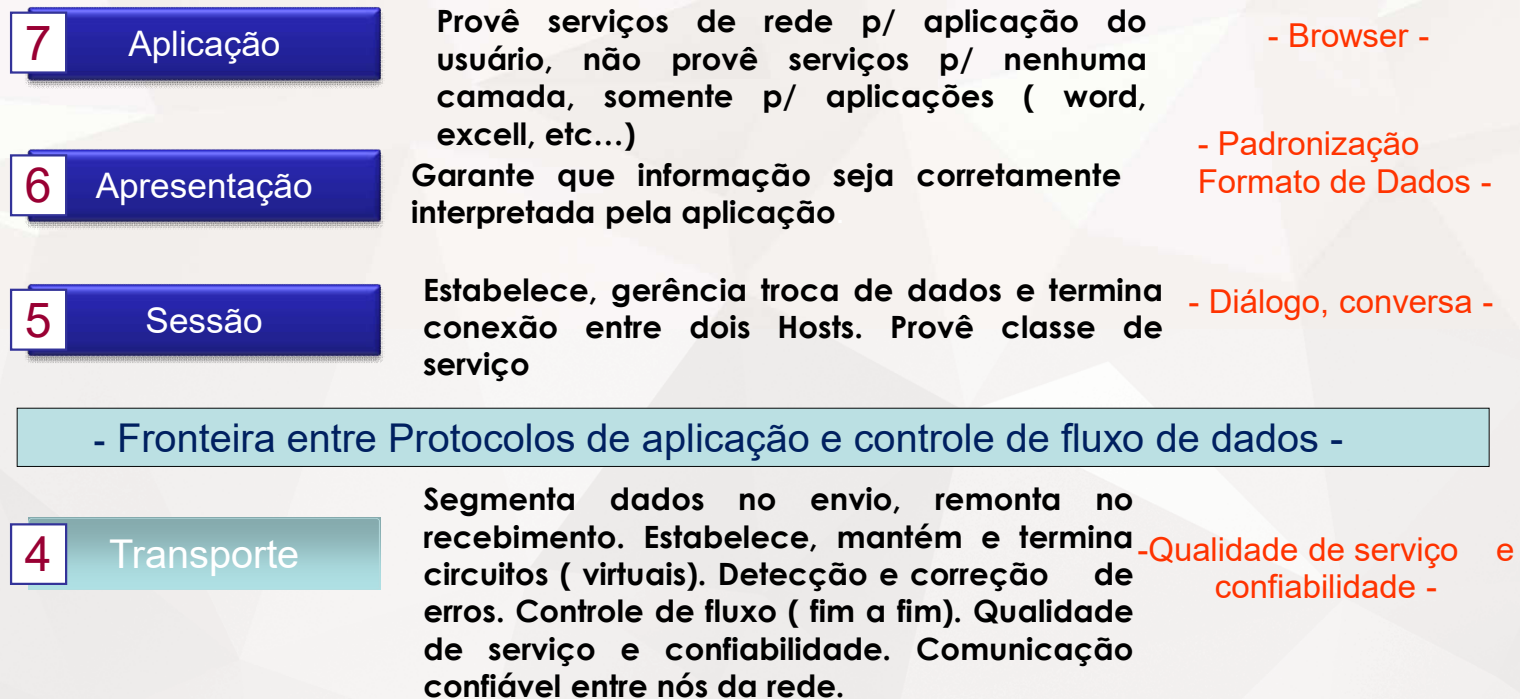 7
Aplicação
Provê serviços de rede p/ aplicação do
usuário, não provê serviços p/ nenhuma
camada, somente p/ aplicações ( word,
excell, etc...)
- Browser -
6
Apresentação
Garante que informação seja corretamente
interpretada pela aplicação
- Padronização
Formato de Dados -
5
Sessão
Estabelece, gerência troca de dados e termina
conexão entre dois Hosts. Provê classe de
serviço
- Diálogo, conversa -
- Fronteira entre Protocolos de aplicação e controle de fluxo de dados -
4
Transporte
Segmenta dados no envio, remonta no
recebimento. Estabelece, mantém e termina
circuitos ( virtuais). Detecção e correção de
erros. Controle de fluxo ( fim a fim). Qualidade
de serviço e confiabilidade. Comunicação
confiável entre nós da rede.
-Qualidade de serviço e
confiabilidade -